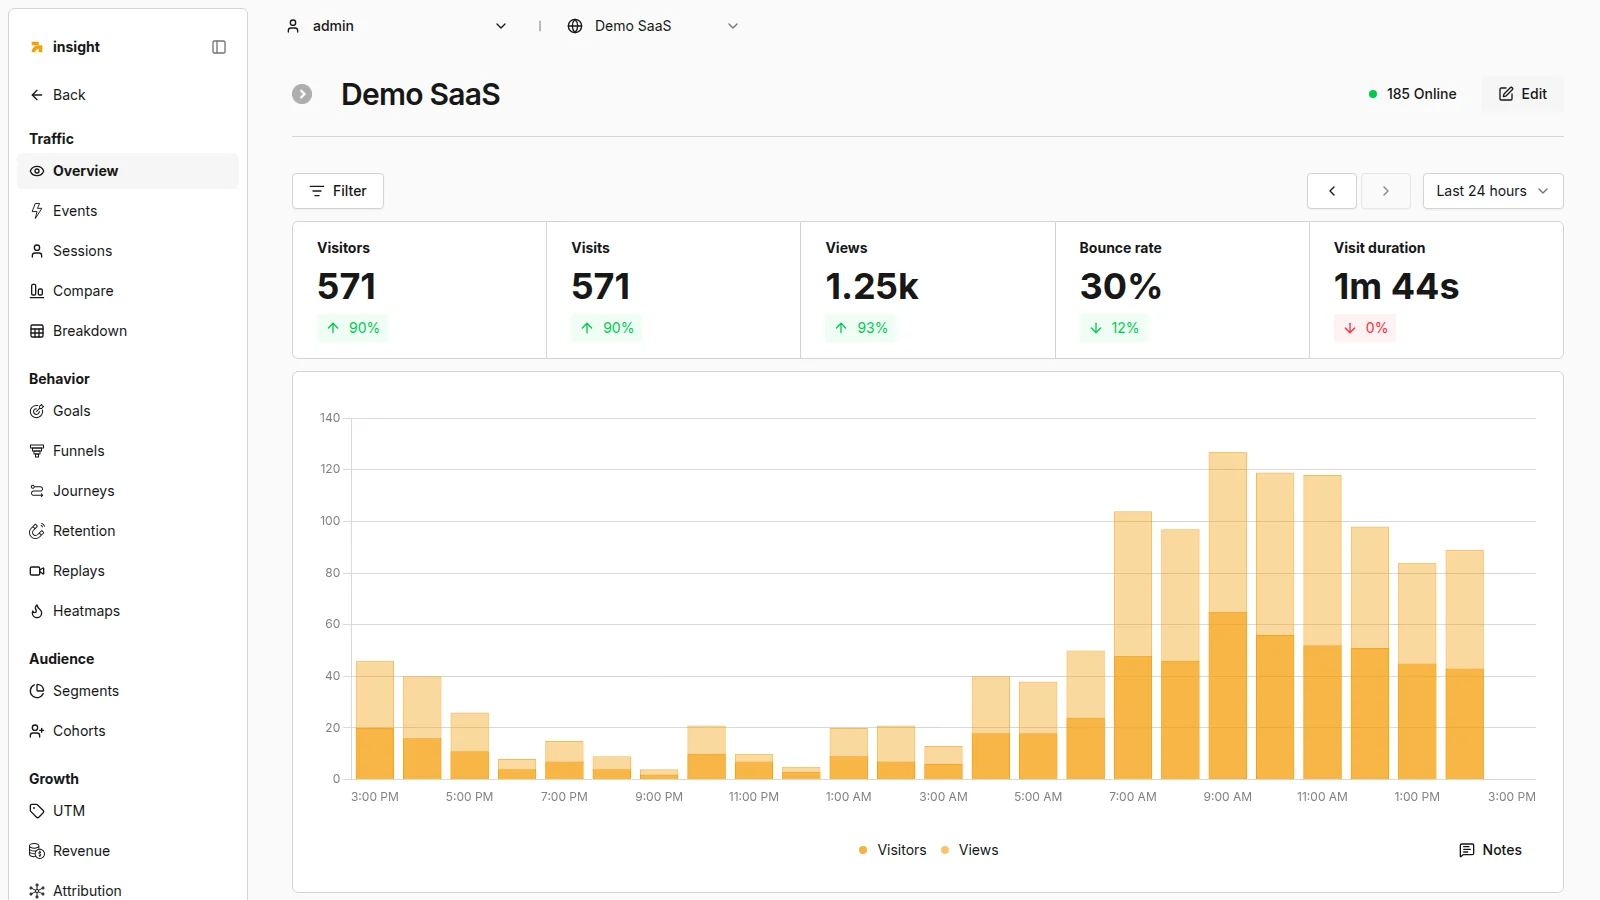 insight
admin
Demo SaaS
Back
Traffic
Overview
Events
Sessions
Compare
Breakdown
Behavior
Goals
Funnels
Journeys
Retention
Replays
Heatmaps
Audience
Segments
Cohorts
Growth
UTM
Revenue
Attribution
Demo SaaS
185 Online
Edit
Filter
Last 24 hours
Visitors
571
90%
Visits
571
90%
Views
1.25k
93%
Bounce rate
30%
12%
Visit duration
1m 44s
0%
140
120
100
80
60
40
20
0
3:00 PM 5:00 PM 7:00 PM 9:00 PM 11:00 PM 1:00 AM 3:00 AM 5:00 AM 7:00 AM 9:00 AM 11:00 AM 1:00 PM 3:00 PM
Visitors Views
Notes